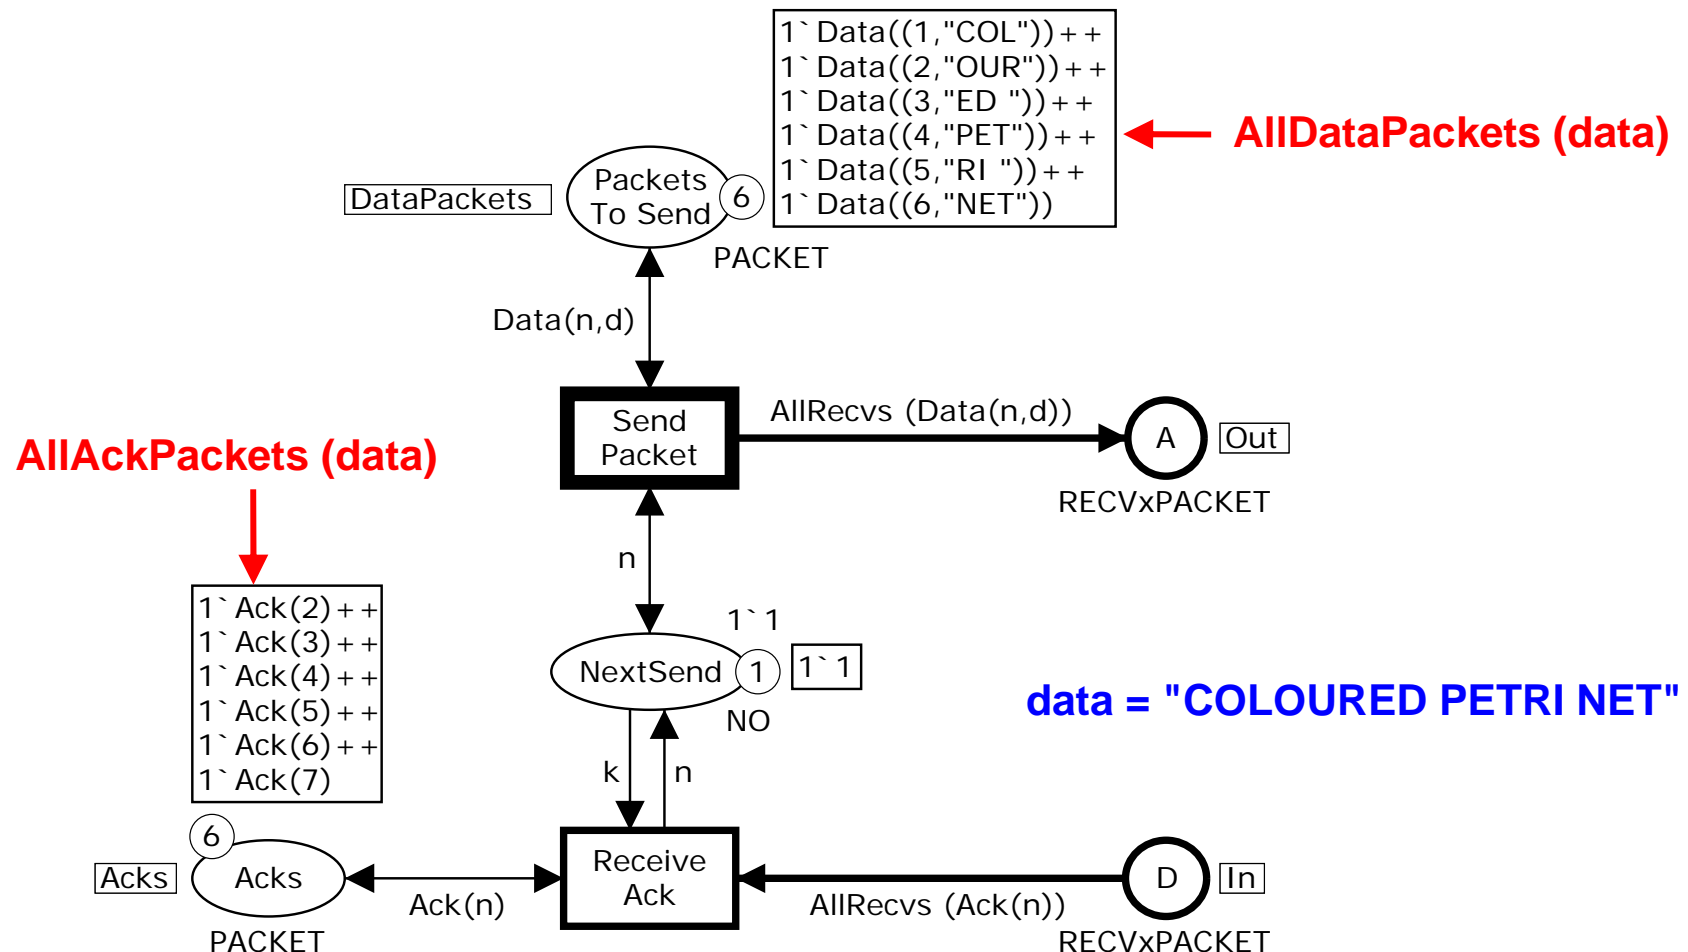 1`Data((1,"COL"))++
1`Data((2,"OUR"))++
1`Data((3,"ED "))++
1`Data((4,"PET"))++
1`Data((5,"RI "))++
1`Data((6,"NET"))
AllDataPackets (data)
DataPackets
Packets
To Send
6
PACKET
Data(n,d)
Send
Packet
AllRecvs (Data(n,d))
A
Out
RECVxPACKET
AllAckPackets (data)
n
1`Ack(2)++
1`Ack(3)++
1`Ack(4)++
1`Ack(5)++
1`Ack(6)++
1`Ack(7)
1`1
NextSend
1
1`1
NO
data = "COLOURED PETRI NET"
k
n
6
Acks
Acks
PACKET
Ack(n)
Receive
Ack
AllRecvs (Ack(n))
D
In
RECVxPACKET